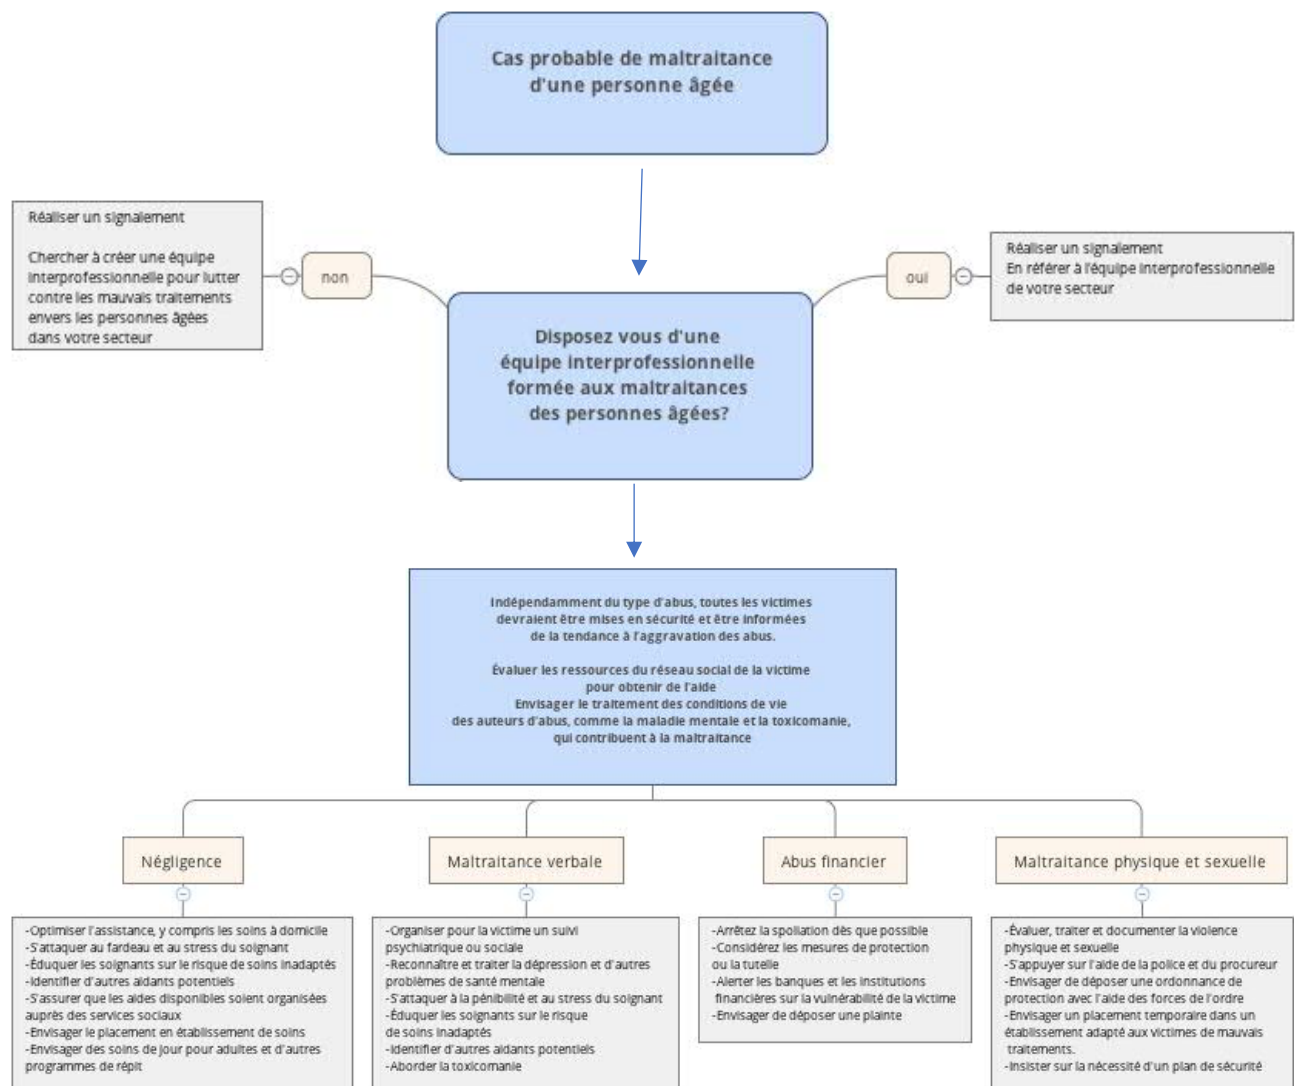 Cas probable de maltraitance
d'une personne âgée
Réaliser un signalement
Chercher à créer une équipe
interprofessionnelle pour lutter
contre les mauvais traitements
envers les personnes âgées
dans votre secteur
non
oui
Réaliser un signalement
En référer à l'équipe interprofessionnelle
de votre secteur
Disposez vous d'une
équipe interprofessionnelle
formée aux maltraitances
des personnes âgées?
Indépendamment du type d'abus, toutes les victimes
devraient être mises en sécurité et être informées
de la tendance à l'aggravation des abus.
Évaluer les ressources du réseau social de la victime
pour obtenir de l'aide
Envisager le traitement des conditions de vie
des auteurs d'abus, comme la maladie mentale et la toxicomanie,
qui contribuent à la maltraitance
Négligence
-Optimiser l'assistance, y compris les soins à domicile
-S'attaquer au fardeau et au stress du soignant
-Éduquer les soignants sur le risque de soins inadaptés
-Identifier d'autres aidants potentiels
-S'assurer que les aides disponibles soient organisées
auprès des services sociaux
-Envisager le placement en établissement de soins
-Envisager des soins de jour pour adultes et d'autres
programmes de répit
Maltraitance verbale
-Organiser pour la victime un suivi
psychiatrique ou sociale
-Reconnaître et traiter la dépression et d'autres
problèmes de santé mentale
-S'attaquer à la pénibilité et au stress du soignant
-Éduquer les soignants sur le risque
de soins inadaptés
-Identifier d'autres aidants potentiels
-Aborder la toxicomanie
Abus financier
-Arrêtez la spoliation dès que possible
-Considérez les mesures de protection
ou la tutelle
-Alerter les banques et les institutions
financières sur la vulnérabilité de la victime
-Envisager de déposer une plainte
Maltraitance physique et sexuelle
-Évaluer, traiter et documenter la violence
physique et sexuelle
-S'appuyer sur l'aide de la police et du procureur
-Envisager de déposer une ordonnance de
protection avec l'aide des forces de l'ordre
-Envisager un placement temporaire dans un
établissement adapté aux victimes de mauvais
traitements.
-Insister sur la nécessité d'un plan de sécurité